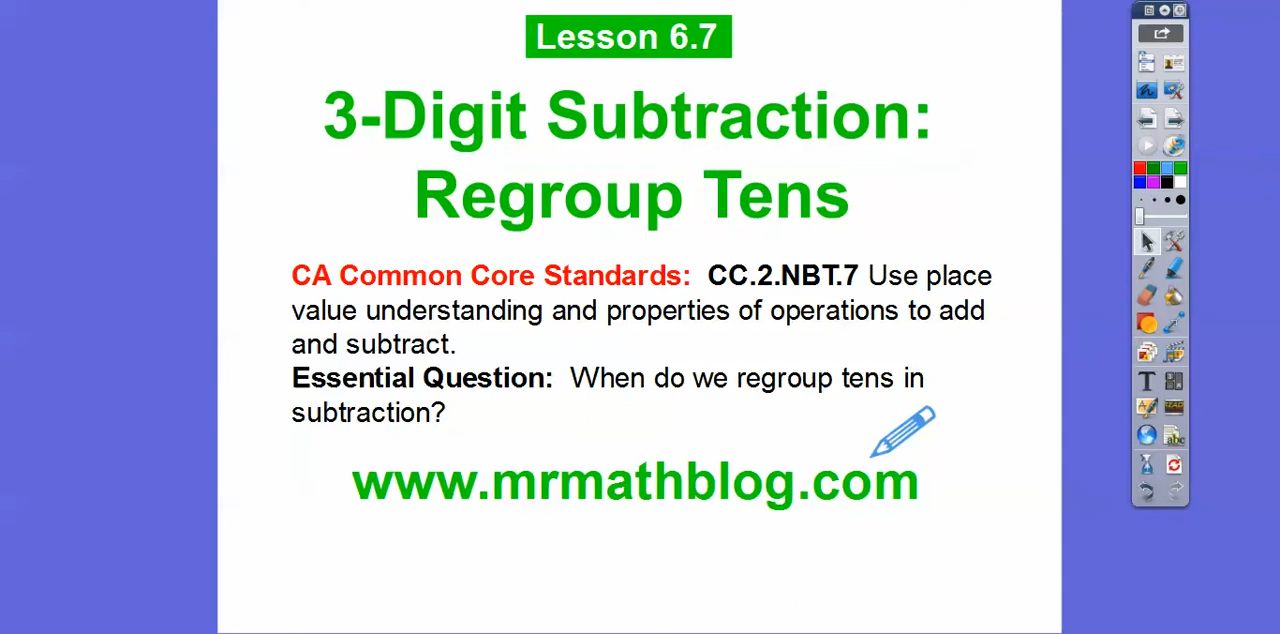 Lesson 6.7
3-Digit Subtraction:
Regroup Tens
CA Common Core Standards: CC.2.NBT.7 Use place
value understanding and properties of operations to add
and subtract.
Essential Question: When do we regroup tens in
subtraction?
www.mrmathblog.com
T
abc